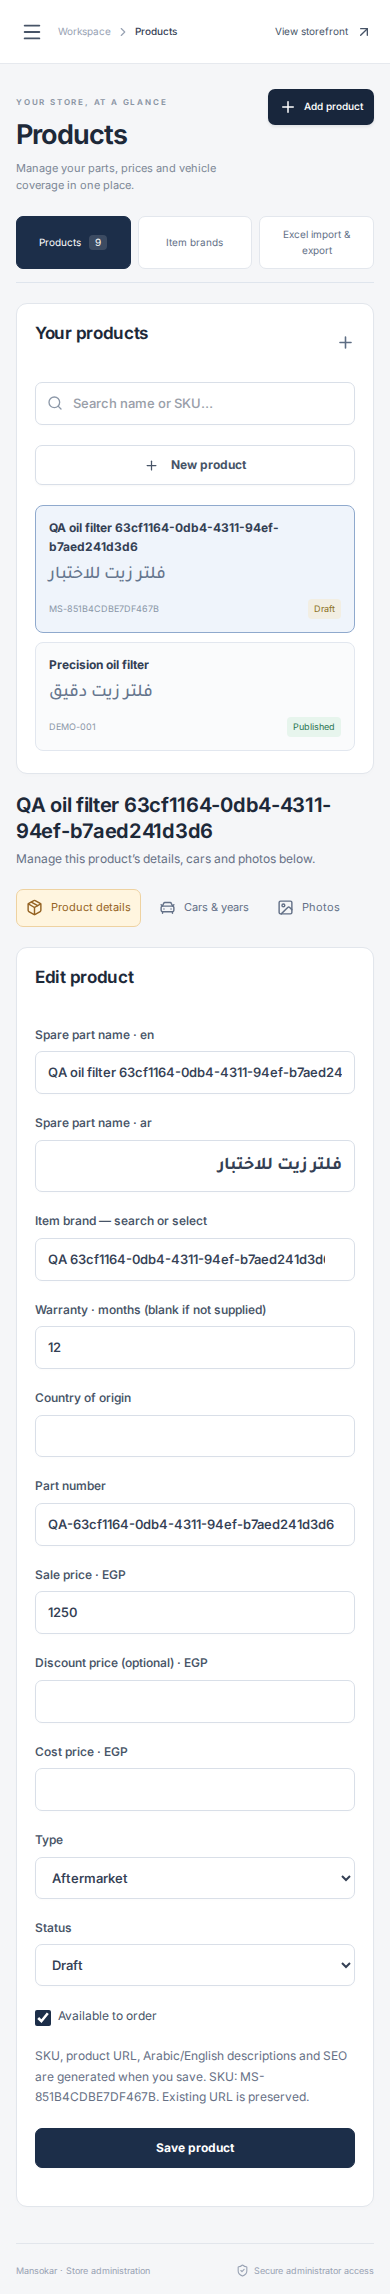 Workspace > Products
View storefront
YOUR STORE, AT A GLANCE
Add product
Products
Manage your parts, prices and vehicle
coverage in one place.
Products 9
Item brands
Excel import &
export
Your products
Search name or SKU...
New product
QA oil filter 63cf1164-0db4-4311-94ef-
b7aed241d3d6
فلتر زيت للاختبار
MS-851B4CDBE7DF467B
Draft
Precision oil filter
فلتر زيت دقيق
DEMO-001
Published
QA oil filter 63cf1164-0db4-4311-
94ef-b7aed241d3d6
Manage this product's details, cars and photos below.
Product details
Cars & years
Photos
Edit product
Spare part name · en
QA oil filter 63cf1164-0db4-4311-94ef-b7aed24
Spare part name · ar
فلتر زيت للاختبار
Item brand — search or select
QA 63cf1164-0db4-4311-94ef-b7aed241d3d
Warranty · months (blank if not supplied)
12
Country of origin
Part number
QA-63cf1164-0db4-4311-94ef-b7aed241d3d6
Sale price · EGP
1250
Discount price (optional) · EGP
Cost price · EGP
Type
Aftermarket
Status
Draft
Available to order
SKU, product URL, Arabic/English descriptions and SEO
are generated when you save. SKU: MS-
851B4CDBE7DF467B. Existing URL is preserved.
Save product
Mansokar · Store administration
Secure administrator access